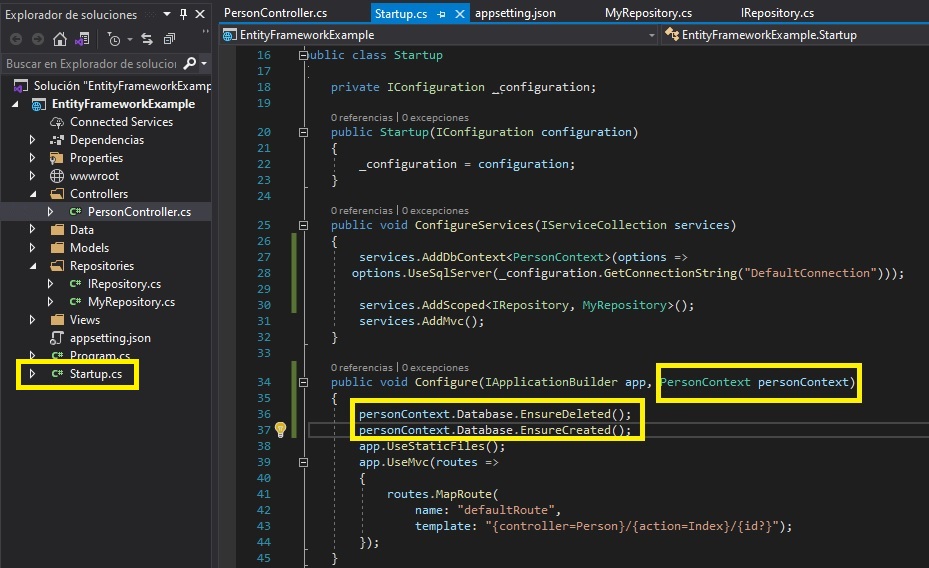 Explorador de soluciones
Buscar en Explorador de solucion
Solución "EntityFrameworkExamp
EntityFrameworkExample
Connected Services
Dependencias
Properties
wwwroot
Controllers
C# PersonController.cs
Data
Models
Repositories
C# IRepository.cs
C# MyRepository.cs
Views
appsetting.json
C# Program.cs
C# Startup.cs
PersonController.cs Startup.cs appsetting.json MyRepository.cs IRepository.cs
EntityFrameworkExample EntityFrameworkExample.Startup
16 ublic class Startup
17
18 private IConfiguration _configuration;
19
0 referencias | 0 excepciones
20 public Startup(IConfiguration configuration)
21 {
22 _configuration = configuration;
23 }
24
0 referencias | 0 excepciones
25 public void ConfigureServices(IServiceCollection services)
26 {
27 services.AddDbContext<PersonContext>(options =>
28 options.UseSqlServer(_configuration.GetConnectionString("DefaultConnection")));
29
30 services.AddScoped<IRepository, MyRepository>();
31 services.AddMvc();
32 }
33
0 referencias | 0 excepciones
34 public void Configure(IApplicationBuilder app, PersonContext personContext)
35 {
36 personContext.Database.EnsureDeleted();
37 personContext.Database.EnsureCreated();
38 app.UseStaticFiles();
39 app.UseMvc(routes =>
40 {
41 routes.MapRoute(
42 name: "defaultRoute",
43 template: "{controller=Person}/{action=Index}/{id?}");
44 });
45 }